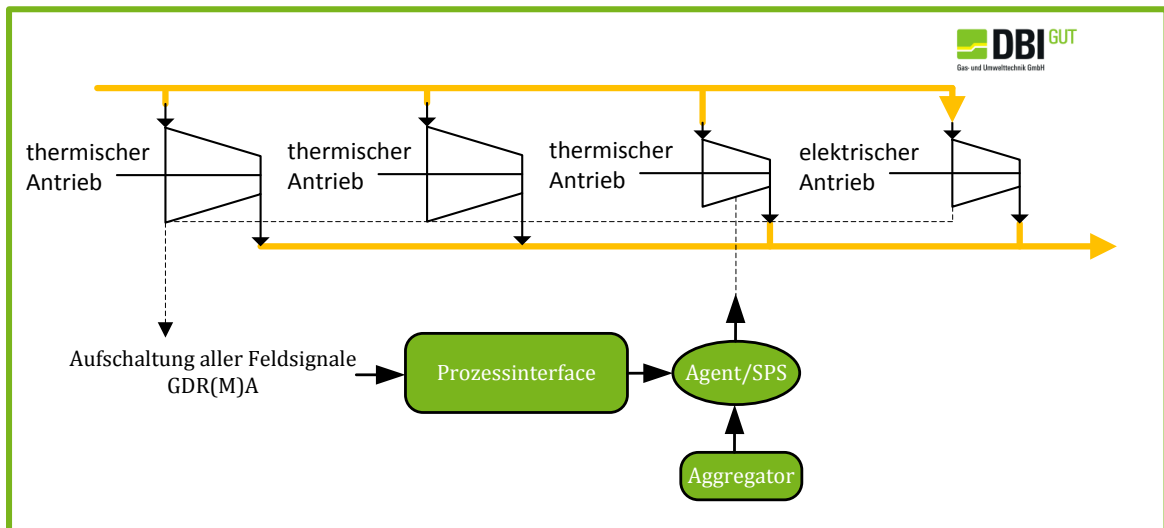 DBI GUT
Gas- und Umwelttechnik GmbH
thermischer
Antrieb
thermischer
Antrieb
thermischer
Antrieb
elektrischer
Antrieb
Aufschaltung aller Feldsignale
GDR(M)A
Prozessinterface
Agent/SPS
Aggregator